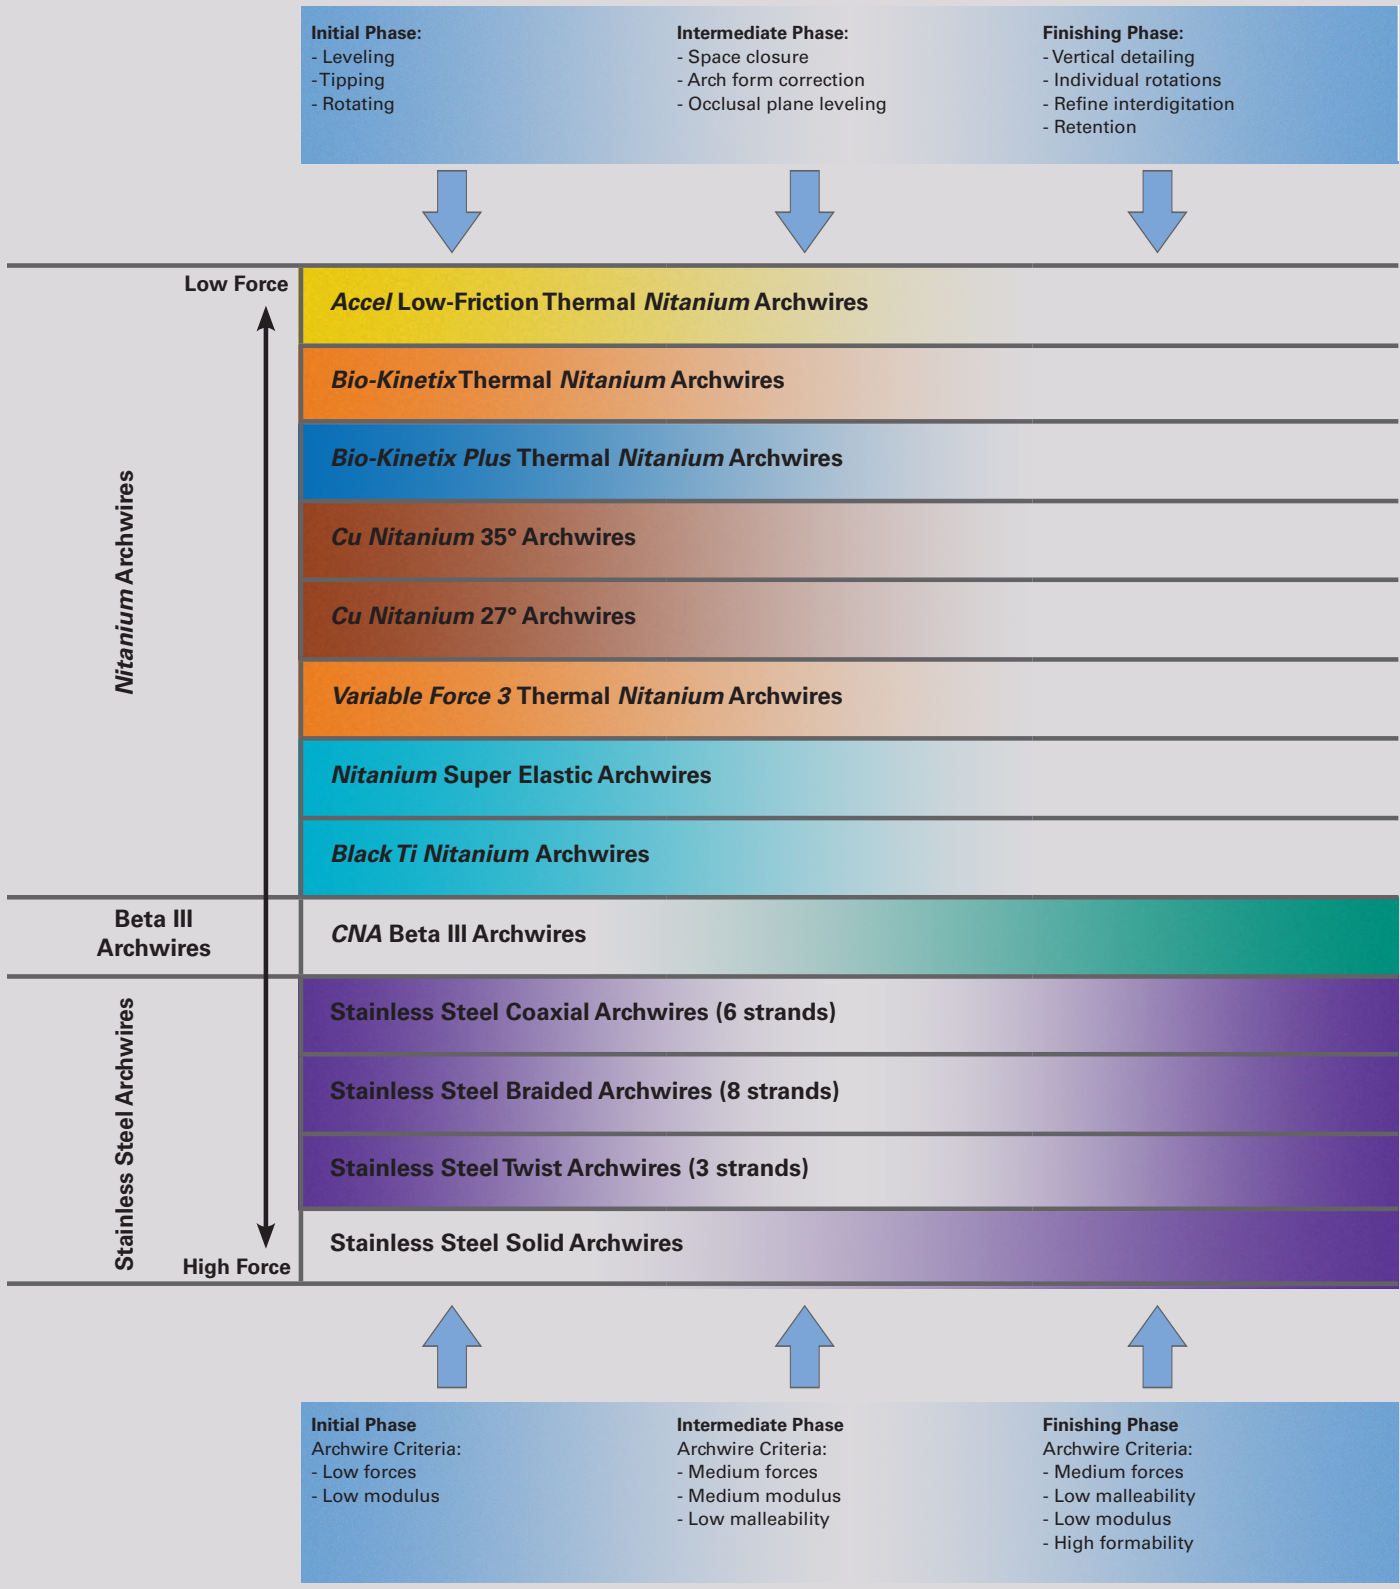 Initial Phase:
- Leveling
- Tipping
- Rotating
Intermediate Phase:
- Space closure
- Arch form correction
- Occlusal plane leveling
Finishing Phase:
- Vertical detailing
- Individual rotations
- Refine interdigitation
- Retention
Low Force
Nitanium Archwires
Accel Low-Friction Thermal Nitanium Archwires
Bio-Kinetix Thermal Nitanium Archwires
Bio-Kinetix Plus Thermal Nitanium Archwires
Cu Nitanium 35° Archwires
Cu Nitanium 27° Archwires
Variable Force 3 Thermal Nitanium Archwires
Nitanium Super Elastic Archwires
Black Ti Nitanium Archwires
Beta III
Archwires
CNA Beta III Archwires
Stainless Steel Archwires
Stainless Steel Coaxial Archwires (6 strands)
Stainless Steel Braided Archwires (8 strands)
Stainless Steel Twist Archwires (3 strands)
Stainless Steel Solid Archwires
High Force
Initial Phase
Archwire Criteria:
- Low forces
- Low modulus
Intermediate Phase
Archwire Criteria:
- Medium forces
- Medium modulus
- Low malleability
Finishing Phase
Archwire Criteria:
- Medium forces
- Low malleability
- Low modulus
- High formability